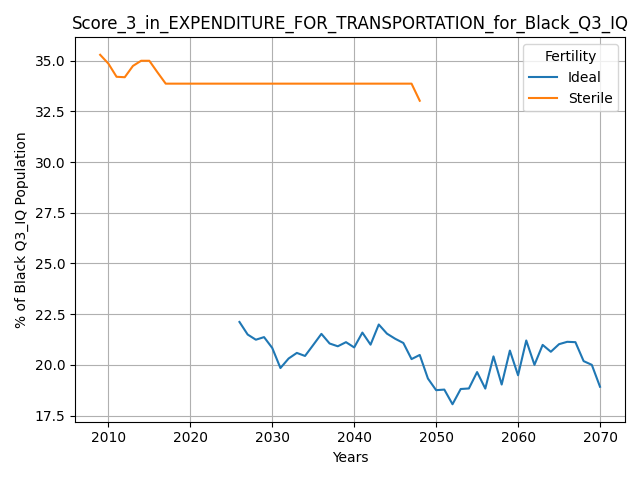 Score_3_in_EXPENDITURE_FOR_TRANSPORTATION_for_Black_Q3_IQ
Fertility
Ideal
Sterile
% of Black Q3_IQ Population
35.0
32.5
30.0
27.5
25.0
22.5
20.0
17.5
2010
2020
2030
2040
2050
2060
2070
Years